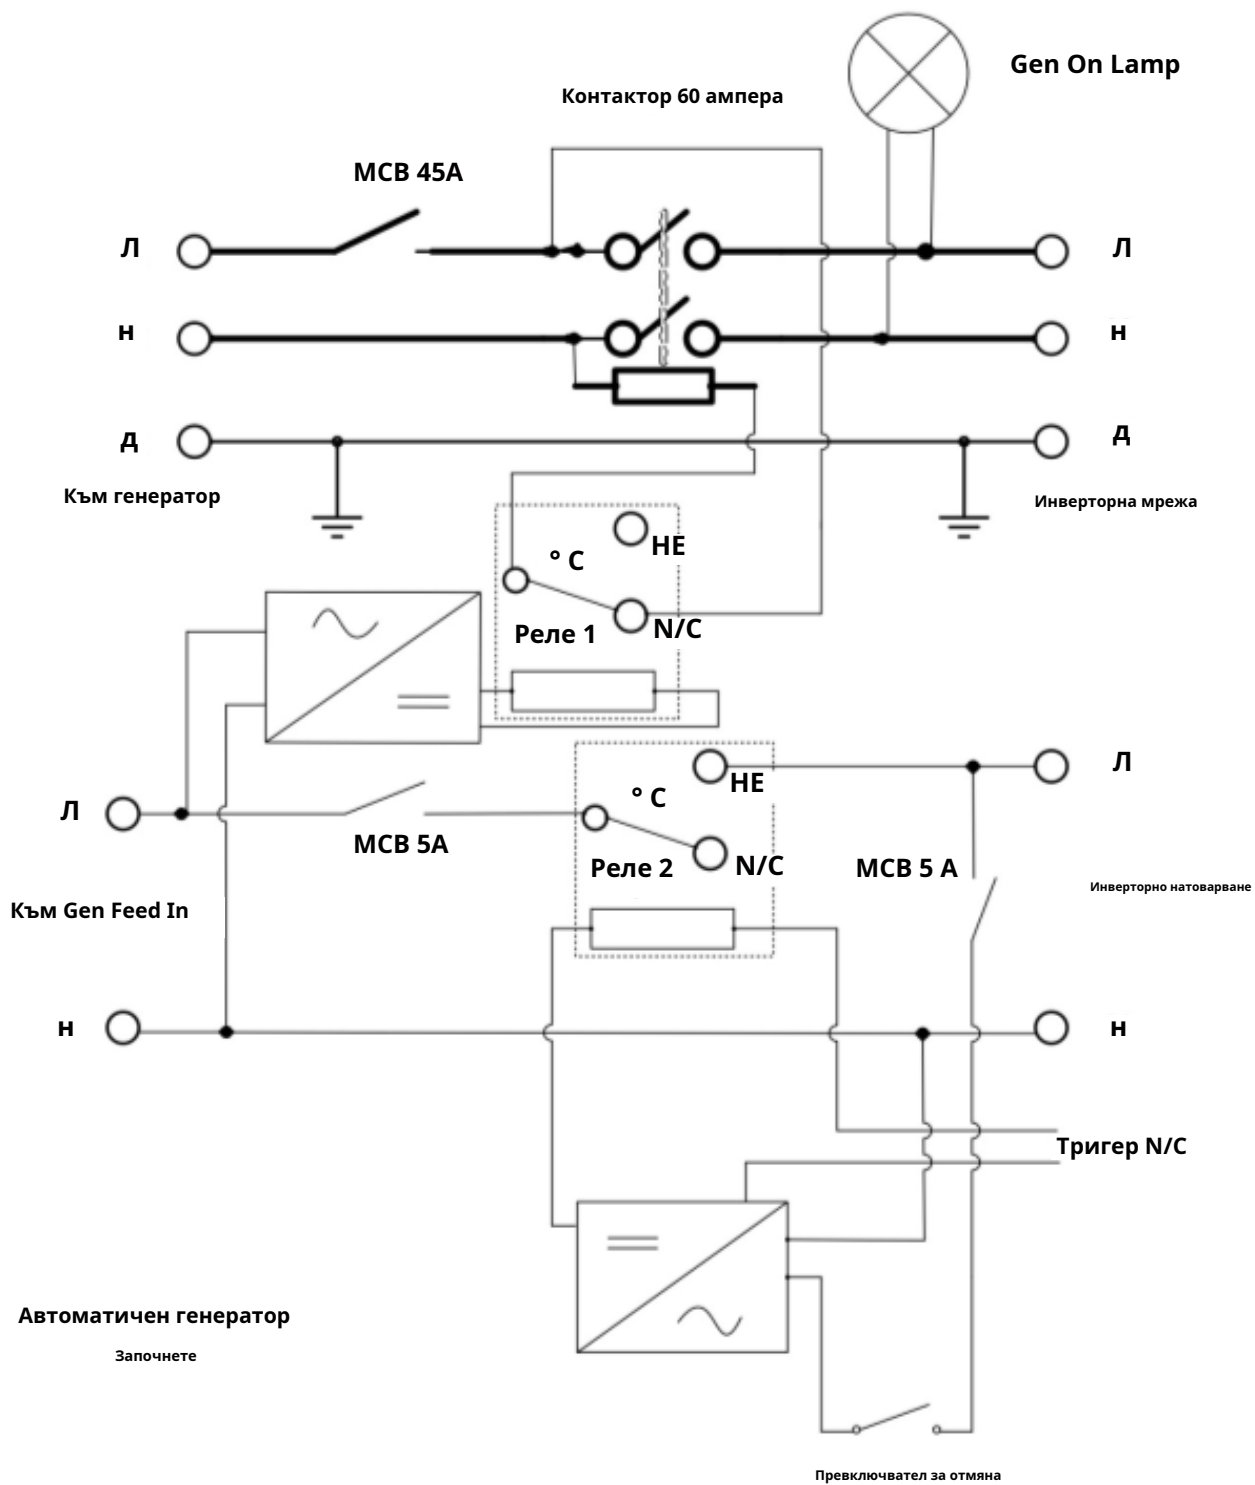 Gen On Lamp
Контактор 60 ампера
MCB 45A
Л
Л
н
н
д
д
Към генератор
Инверторна мрежа
НЕ
° C
Реле 1
N/C
Л
НЕ
° C
Л
MCB 5A
Реле 2
N/C
MCB 5 A
Инверторно натоварване
Към Gen Feed In
н
н
Тригер N/C
Автоматичен генератор
Започнете
Превключвател за отмяна